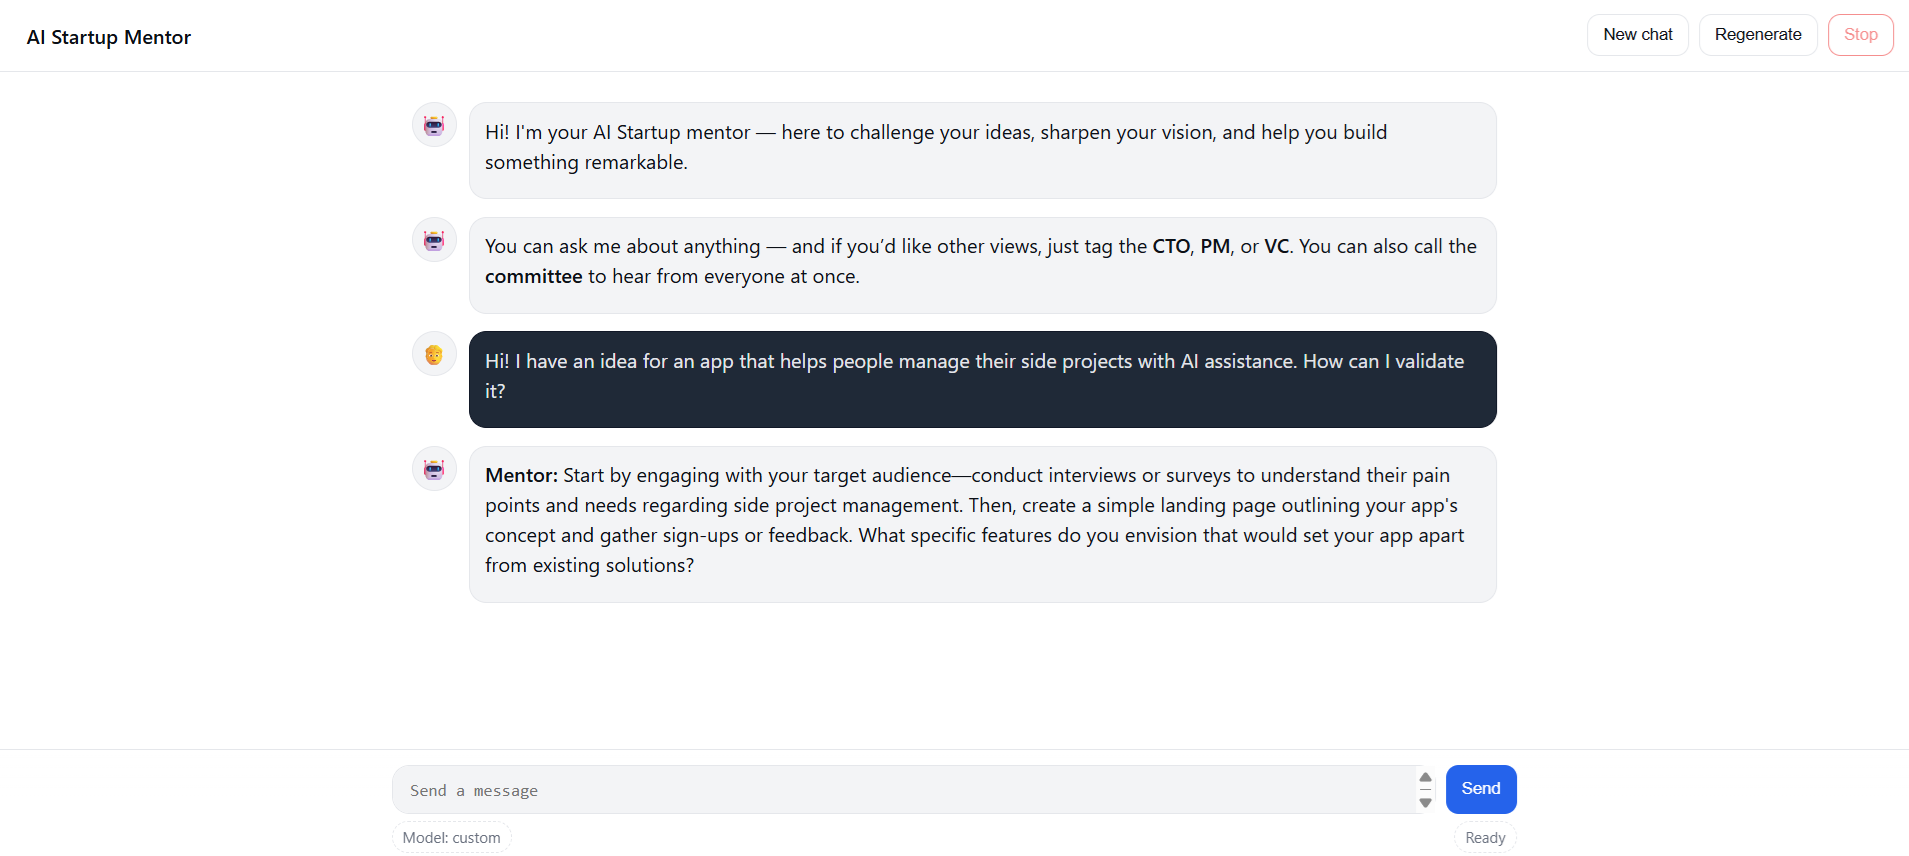 AI Startup Mentor
New chat
Regenerate
Stop
Hi! I'm your AI Startup mentor — here to challenge your ideas, sharpen your vision, and help you build
something remarkable.
You can ask me about anything — and if you’d like other views, just tag the CTO, PM, or VC. You can also call the
committee to hear from everyone at once.
Hi! I have an idea for an app that helps people manage their side projects with AI assistance. How can I validate
it?
Mentor: Start by engaging with your target audience—conduct interviews or surveys to understand their pain
points and needs regarding side project management. Then, create a simple landing page outlining your app's
concept and gather sign-ups or feedback. What specific features do you envision that would set your app apart
from existing solutions?
Send a message
Send
Model: custom
Ready